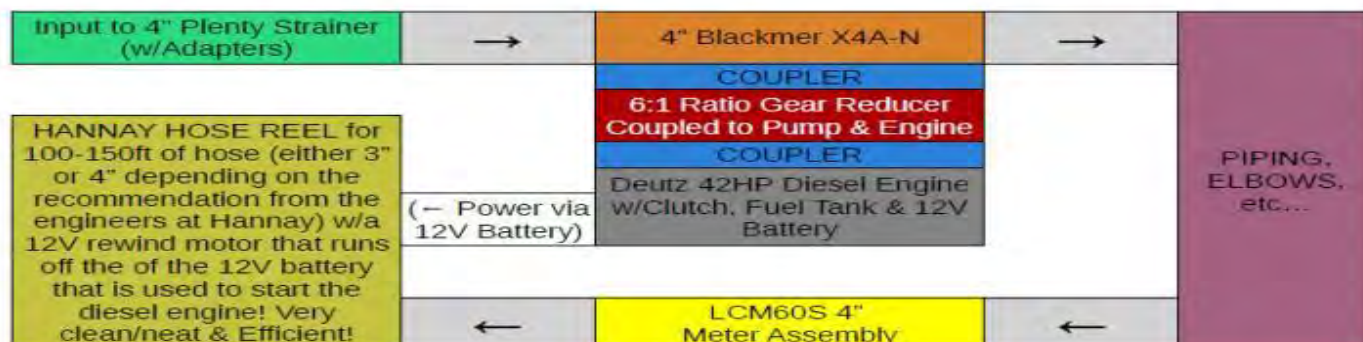 Input to 4" Plenty Strainer
(w/Adapters)
→
4" Blackmer X4A-N
→
COUPLER
6:1 Ratio Gear Reducer
Coupled to Pump & Engine
COUPLER
Deutz 42HP Diesel Engine
w/Clutch, Fuel Tank & 12V
Battery
(← Power via
12V Battery)
HANNAY HOSE REEL for
100-150ft of hose (either 3"
or 4" depending on the
recommendation from the
engineers at Hannay) w/a
12V rewind motor that runs
off the of the 12V battery
that is used to start the
diesel engine! Very
clean/neat & Efficient!
PIPING,
ELBOWS,
etc...
←
LCM60S 4"
Meter Assembly
←